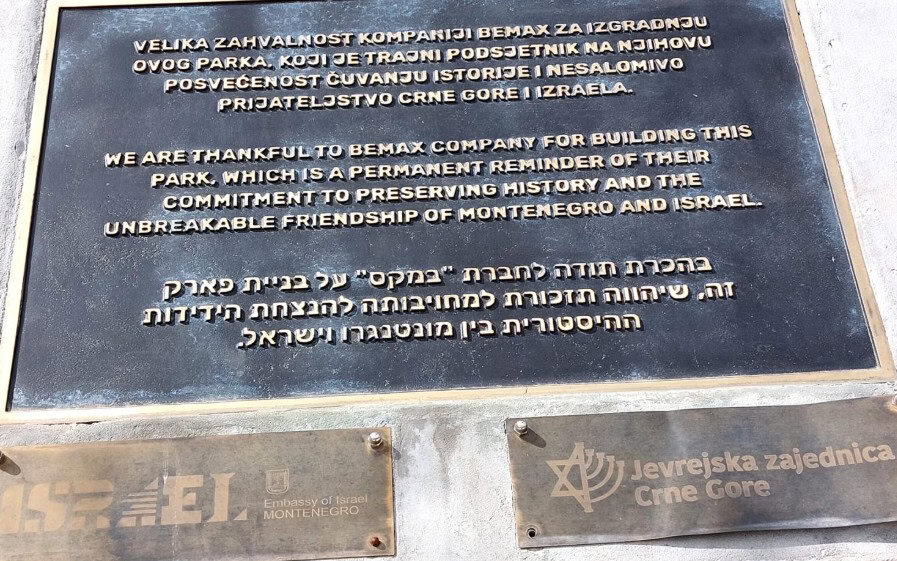 VELIKA ZAHVALNOST KOMPANIJI BEMAX ZA IZGRADNJU
OVOG PARKA, KOJI JE TRAJNI PODSJETNIK NA NJIHOVU
POSVEĆENOST ČUVANJU ISTORIJE I NESALOMIVO
PRIJATELJSTVO CRNE GORE I IZRAELA.
WE ARE THANKFUL TO BEMAX COMPANY FOR BUILDING THIS
PARK, WHICH IS A PERMANENT REMINDER OF THEIR
COMMITMENT TO PRESERVING HISTORY AND THE
UNBREAKABLE FRIENDSHIP OF MONTENEGRO AND ISRAEL.
בהכרת תודה לחברת "במקס" על בניית פארק
זה, שיהווה תזכורת למחויבותה להנצחת הידידות
ההיסטורית בין מונטנגרו וישראל.
ISRAEL
Embassy of Israel
MONTENEGRO
Jevrejska zajednica
Crne Gore